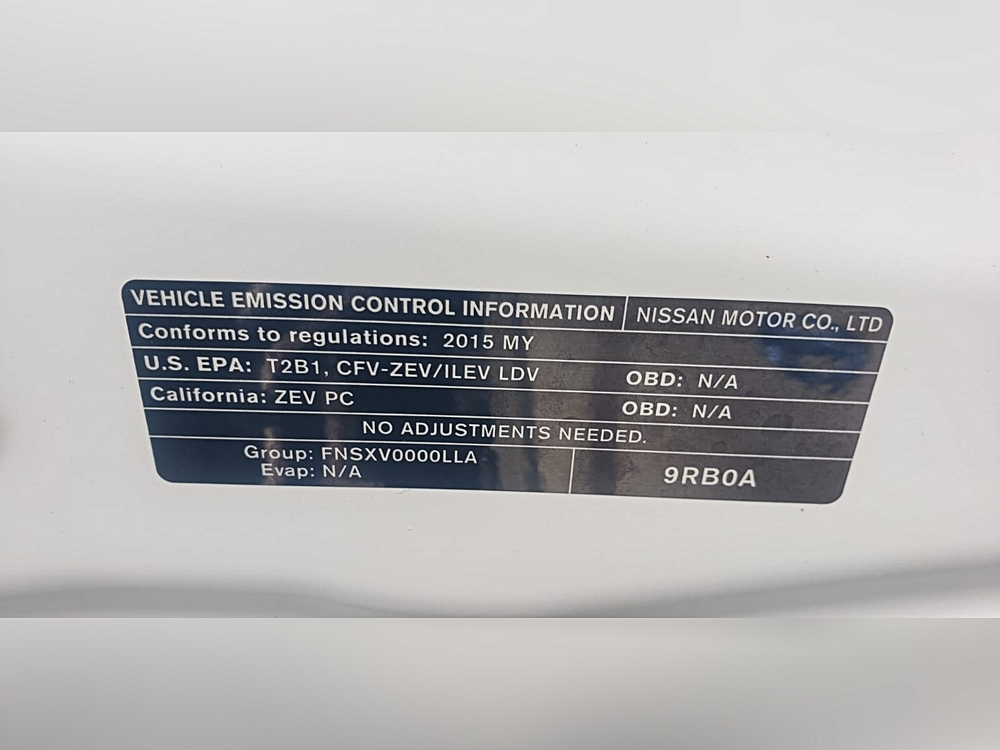 VEHICLE EMISSION CONTROL INFORMATION NISSAN MOTOR CO., LTD
Conforms to regulations: 2015 MY
U.S. EPA: T2B1, CFV-ZEV/ILEV LDV OBD: N/A
California: ZEV PC OBD: N/A
NO ADJUSTMENTS NEEDED.
Group: FNSXV0000LLA
Evap: N/A
9RB0A